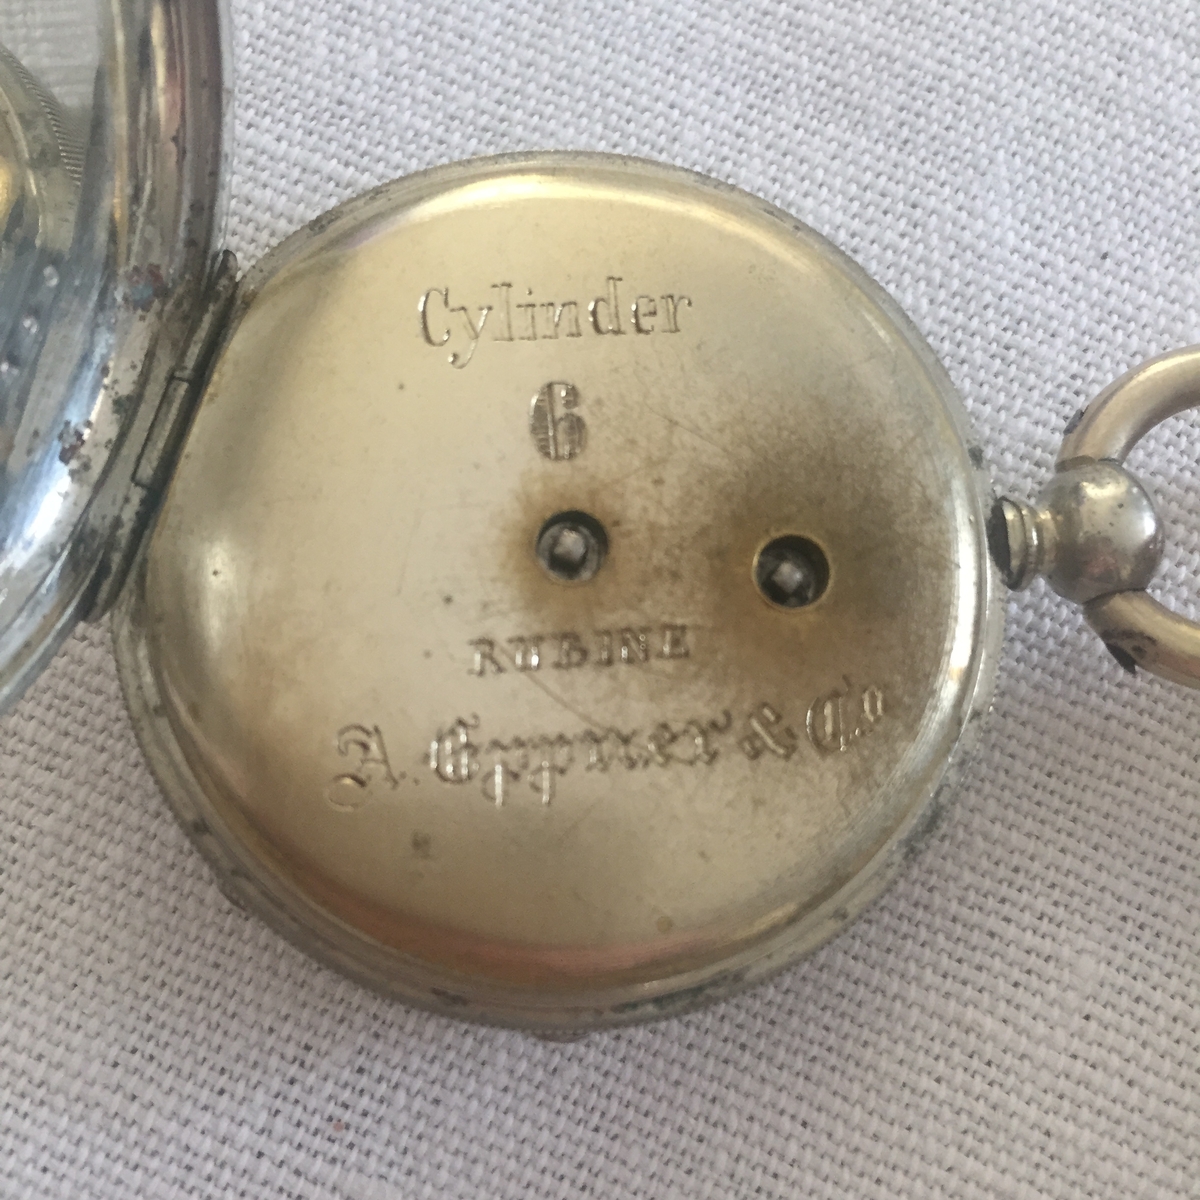 Cylinder
6
RUBINE
A. Eppner & Co